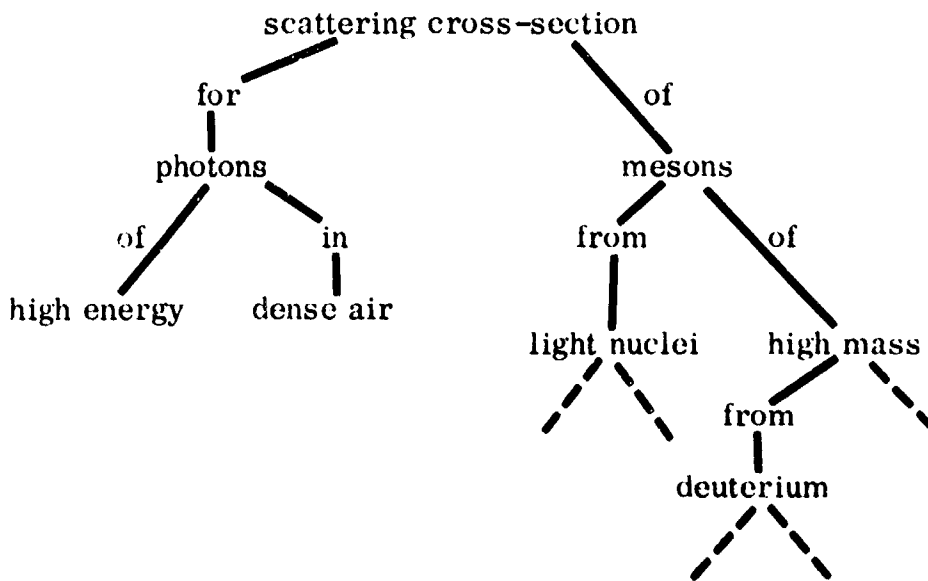 scattering cross-section
for
of
photons
mesons
of
in
from
of
high energy
dense air
light nuclei
high mass
from
deuterium